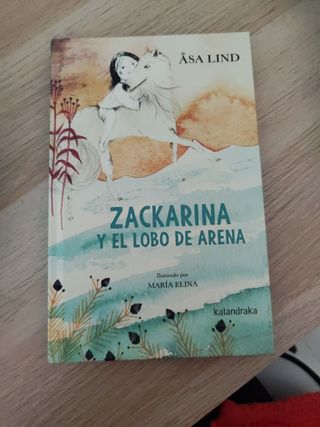 ÅSA LIND
ZACKARINA
Y EL LOBO DE ARENA
Ilustrado por
MARÍA ELINA
kalandraka